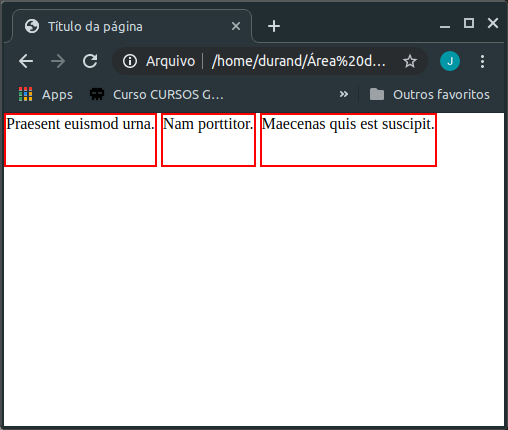 Título da página
Arquivo | /home/durand/Área%20d...
J
Apps Curso CURSOS G... » Outros favoritos
Praesent euismod urna. Nam porttitor. Maecenas quis est suscipit.